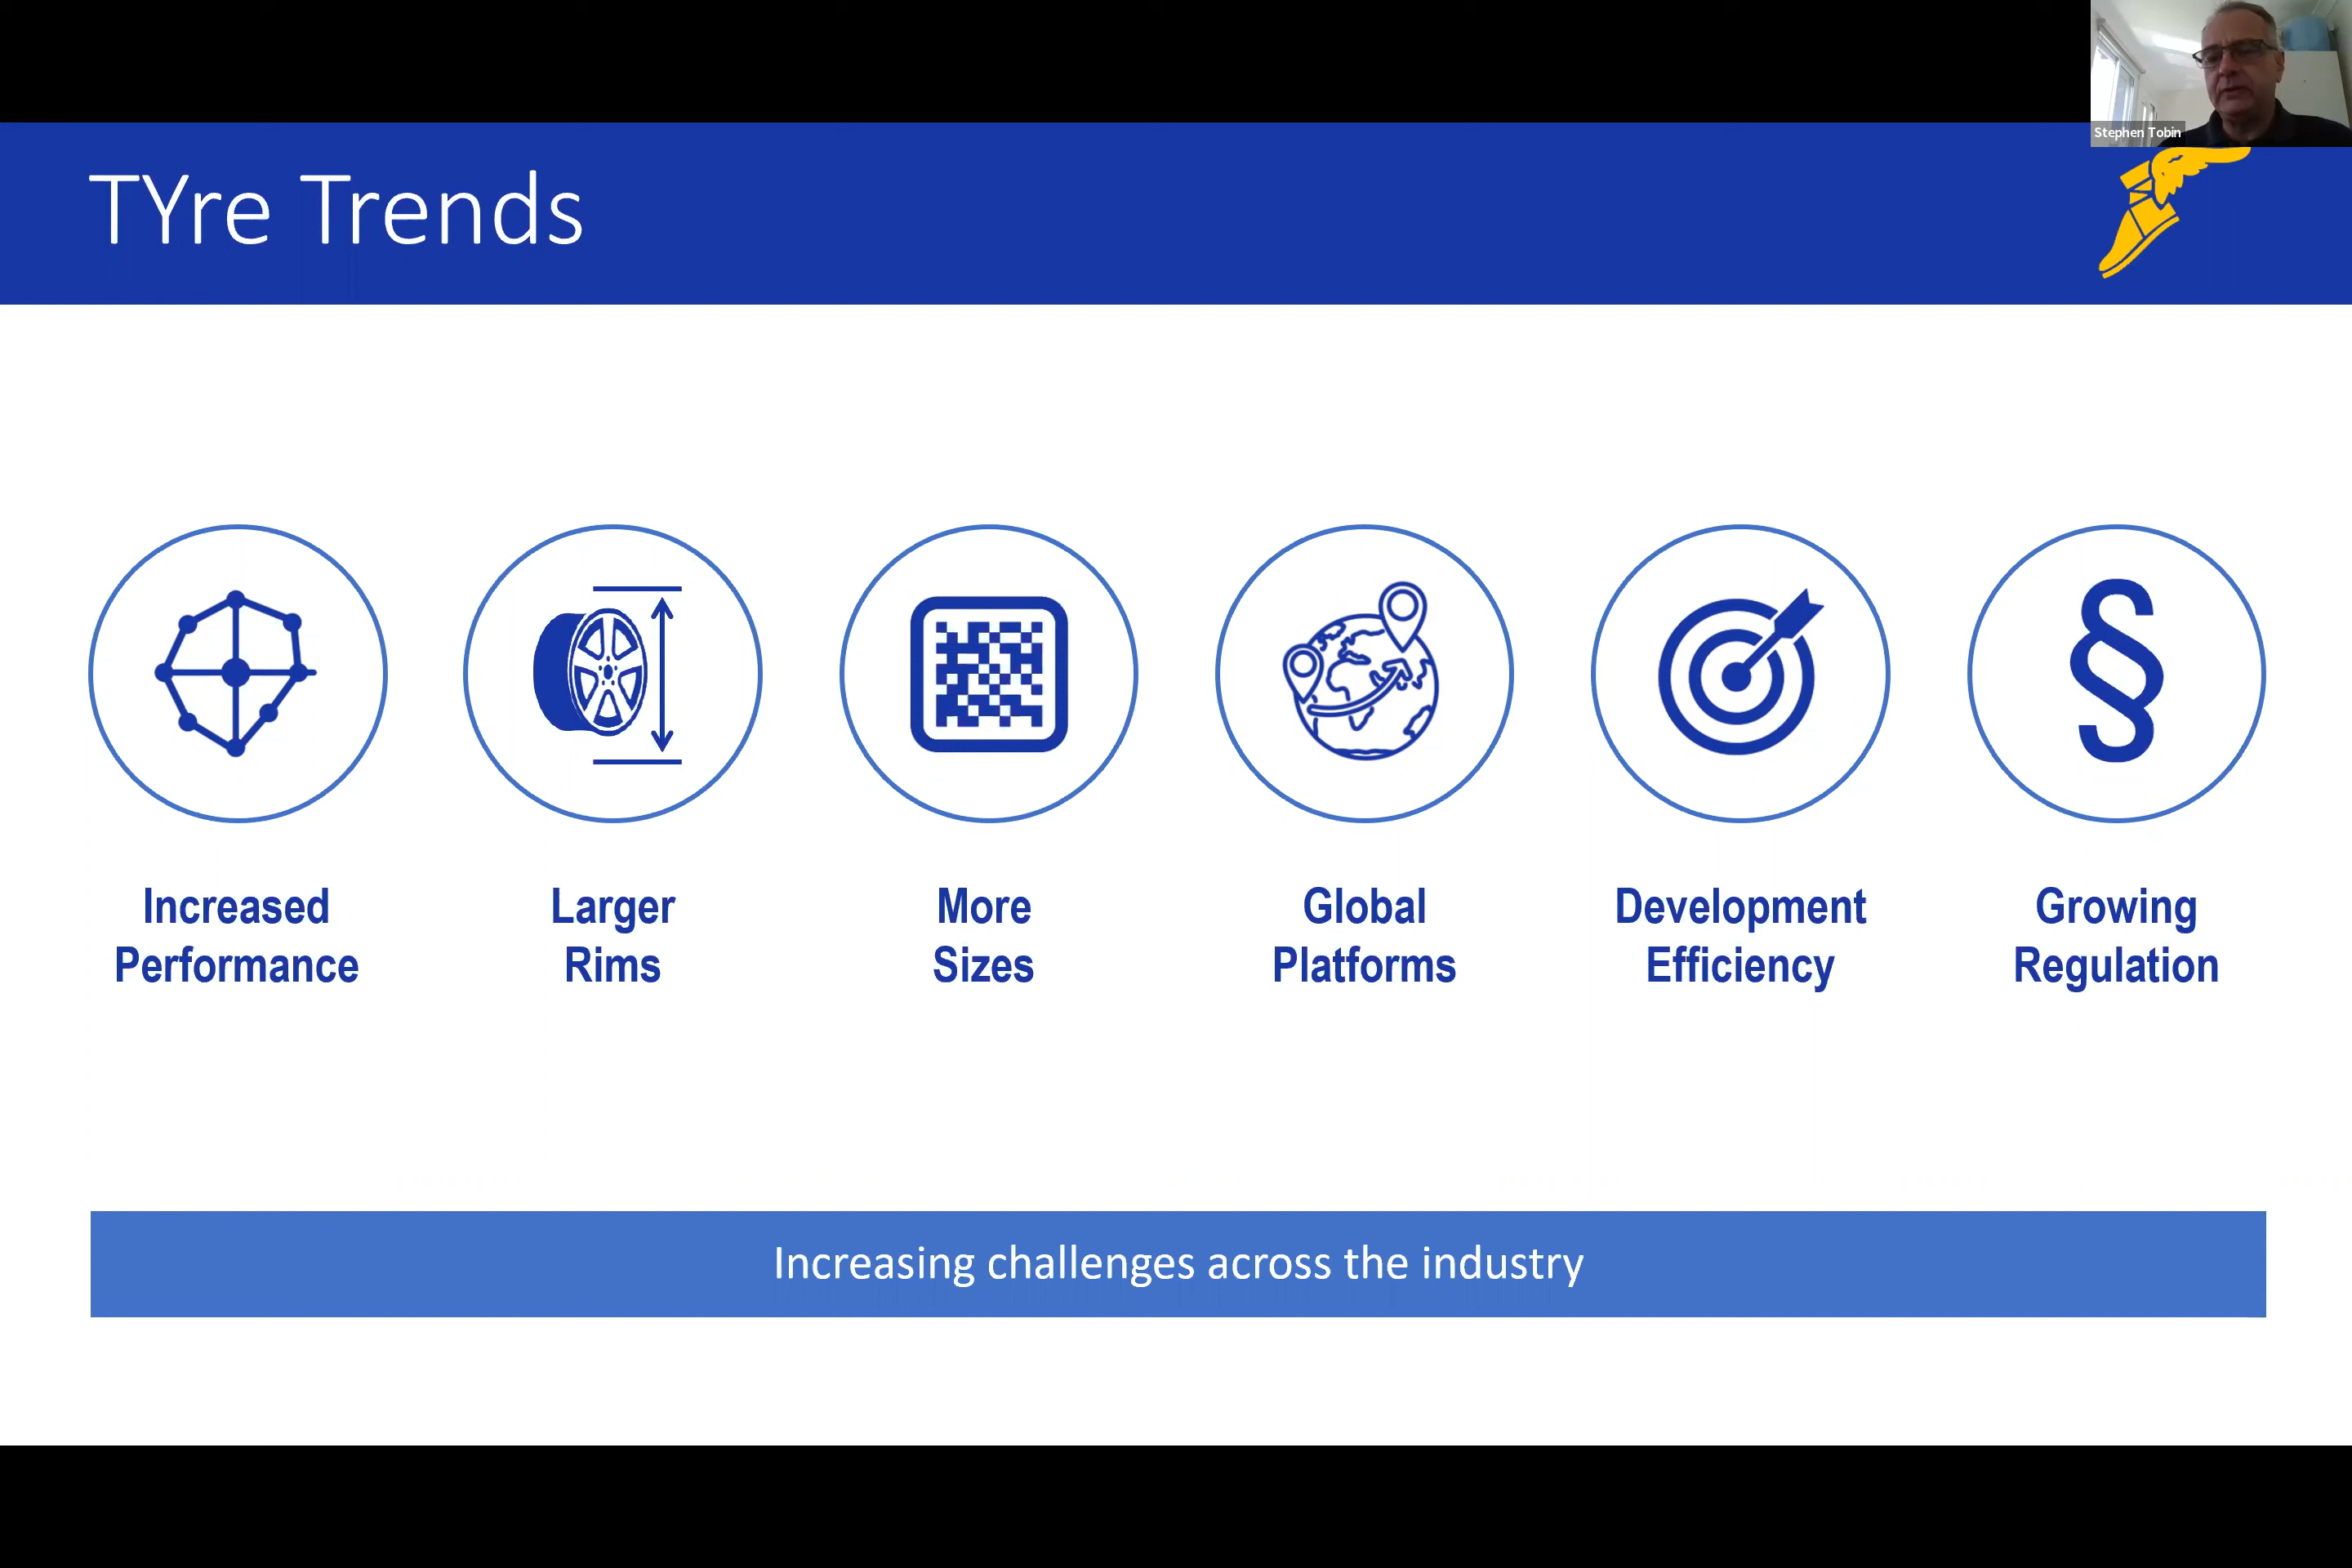 Stephen Tobin
TYre Trends
Increased
Performance
Larger
Rims
More
Sizes
Global
Platforms
Development
Efficiency
Growing
Regulation
Increasing challenges across the industry